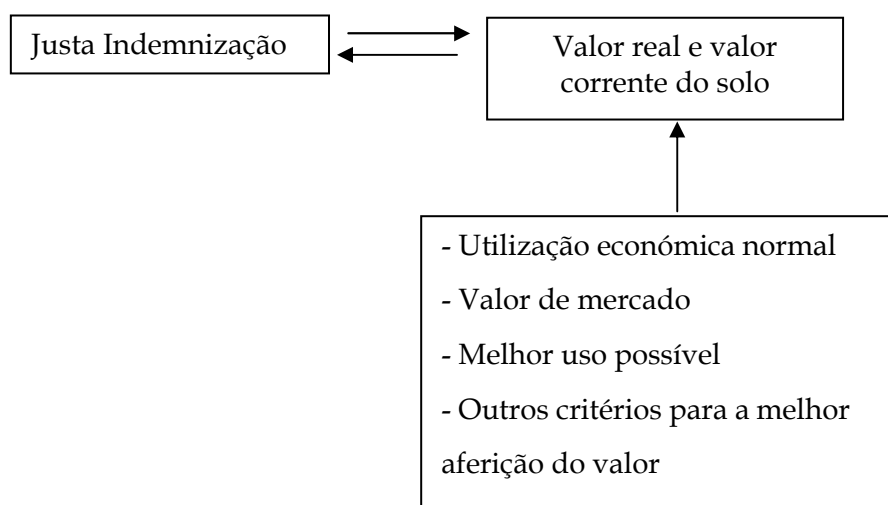 Justa Indemnização
Valor real e valor
corrente do solo
- Utilização económica normal
- Valor de mercado
- Melhor uso possível
- Outros critérios para a melhor
aferição do valor